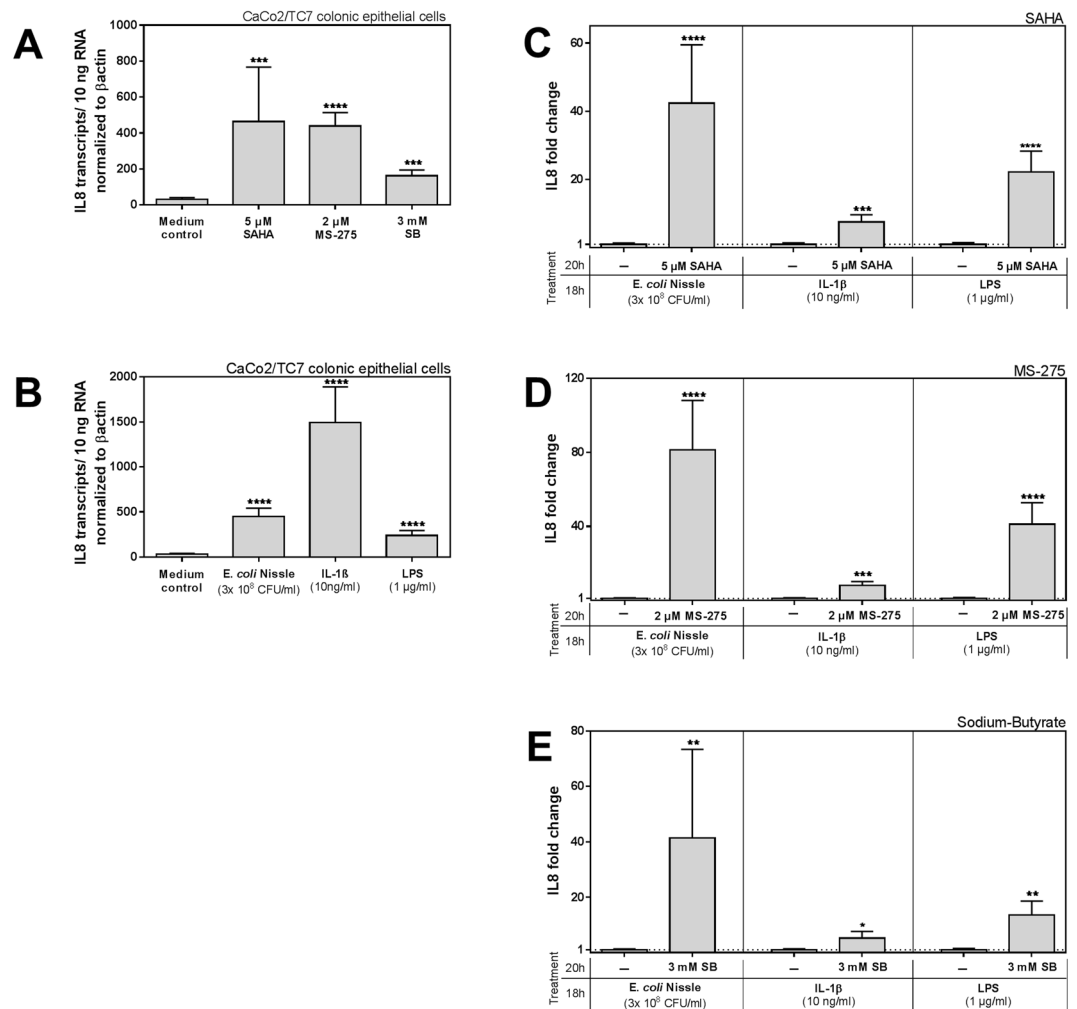 A
CaCo2/TC7 colonic epithelial cells
IL8 transcripts/ 10 ng RNA
normalized to βactin
1000
800
600
400
200
0
***
****
***
Medium
control
5 µM
SAHA
2 µM
MS-275
3 mM
SB
B
CaCo2/TC7 colonic epithelial cells
IL8 transcripts/ 10 ng RNA
normalized to βactin
2000
1500
1000
500
0
****
****
****
Medium
control
E. coli Nissle
(3x 10⁸ CFU/ml)
IL-1ß
(10ng/ml)
LPS
(1 µg/ml)
C
SAHA
IL8 fold change
60
40
20
1
****
***
****
Treatment
20h – 5 µM SAHA – 5 µM SAHA – 5 µM SAHA
18h E. coli Nissle IL-1β LPS
(3x 10⁸ CFU/ml) (10 ng/ml) (1 µg/ml)
D
MS-275
IL8 fold change
120
80
40
1
****
***
****
Treatment
20h – 2 µM MS-275 – 2 µM MS-275 – 2 µM MS-275
18h E. coli Nissle IL-1β LPS
(3x 10⁸ CFU/ml) (10 ng/ml) (1 µg/ml)
E
Sodium-Butyrate
IL8 fold change
80
60
40
20
1
**
*
**
Treatment
20h – 3 mM SB – 3 mM SB – 3 mM SB
18h E. coli Nissle IL-1β LPS
(3x 10⁸ CFU/ml) (10 ng/ml) (1 µg/ml)